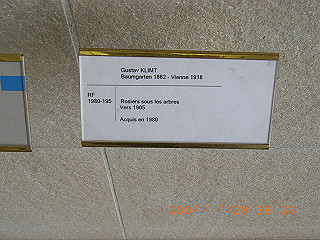 Gustav KLIMT
Baumgarten 1862 - Vienne 1918
RF
1980-195
Rosiers sous les arbres
Vers 1905
Acquis en 1980